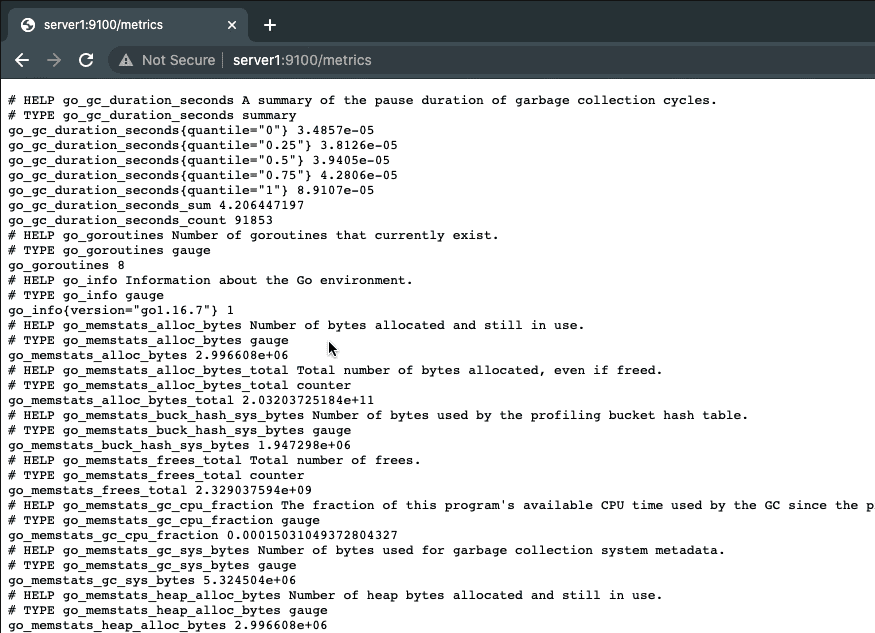 server1:9100/metrics
Not Secure server1:9100/metrics
# HELP go_gc_duration_seconds A summary of the pause duration of garbage collection cycles.
# TYPE go_gc_duration_seconds summary
go_gc_duration_seconds{quantile="0"} 3.4857e-05
go_gc_duration_seconds{quantile="0.25"} 3.8126e-05
go_gc_duration_seconds{quantile="0.5"} 3.9405e-05
go_gc_duration_seconds{quantile="0.75"} 4.2806e-05
go_gc_duration_seconds{quantile="1"} 8.9107e-05
go_gc_duration_seconds_sum 4.206447197
go_gc_duration_seconds_count 91853
# HELP go_goroutines Number of goroutines that currently exist.
# TYPE go_goroutines gauge
go_goroutines 8
# HELP go_info Information about the Go environment.
# TYPE go_info gauge
go_info{version="go1.16.7"} 1
# HELP go_memstats_alloc_bytes Number of bytes allocated and still in use.
# TYPE go_memstats_alloc_bytes gauge
go_memstats_alloc_bytes 2.996608e+06
# HELP go_memstats_alloc_bytes_total Total number of bytes allocated, even if freed.
# TYPE go_memstats_alloc_bytes_total counter
go_memstats_alloc_bytes_total 2.03203725184e+11
# HELP go_memstats_buck_hash_sys_bytes Number of bytes used by the profiling bucket hash table.
# TYPE go_memstats_buck_hash_sys_bytes gauge
go_memstats_buck_hash_sys_bytes 1.947298e+06
# HELP go_memstats_frees_total Total number of frees.
# TYPE go_memstats_frees_total counter
go_memstats_frees_total 2.329037594e+09
# HELP go_memstats_gc_cpu_fraction The fraction of this program's available CPU time used by the GC since the p
# TYPE go_memstats_gc_cpu_fraction gauge
go_memstats_gc_cpu_fraction 0.00015031049372804327
# HELP go_memstats_gc_sys_bytes Number of bytes used for garbage collection system metadata.
# TYPE go_memstats_gc_sys_bytes gauge
go_memstats_gc_sys_bytes 5.324504e+06
# HELP go_memstats_heap_alloc_bytes Number of heap bytes allocated and still in use.
# TYPE go_memstats_heap_alloc_bytes gauge
go_memstats_heap_alloc_bytes 2.996608e+06